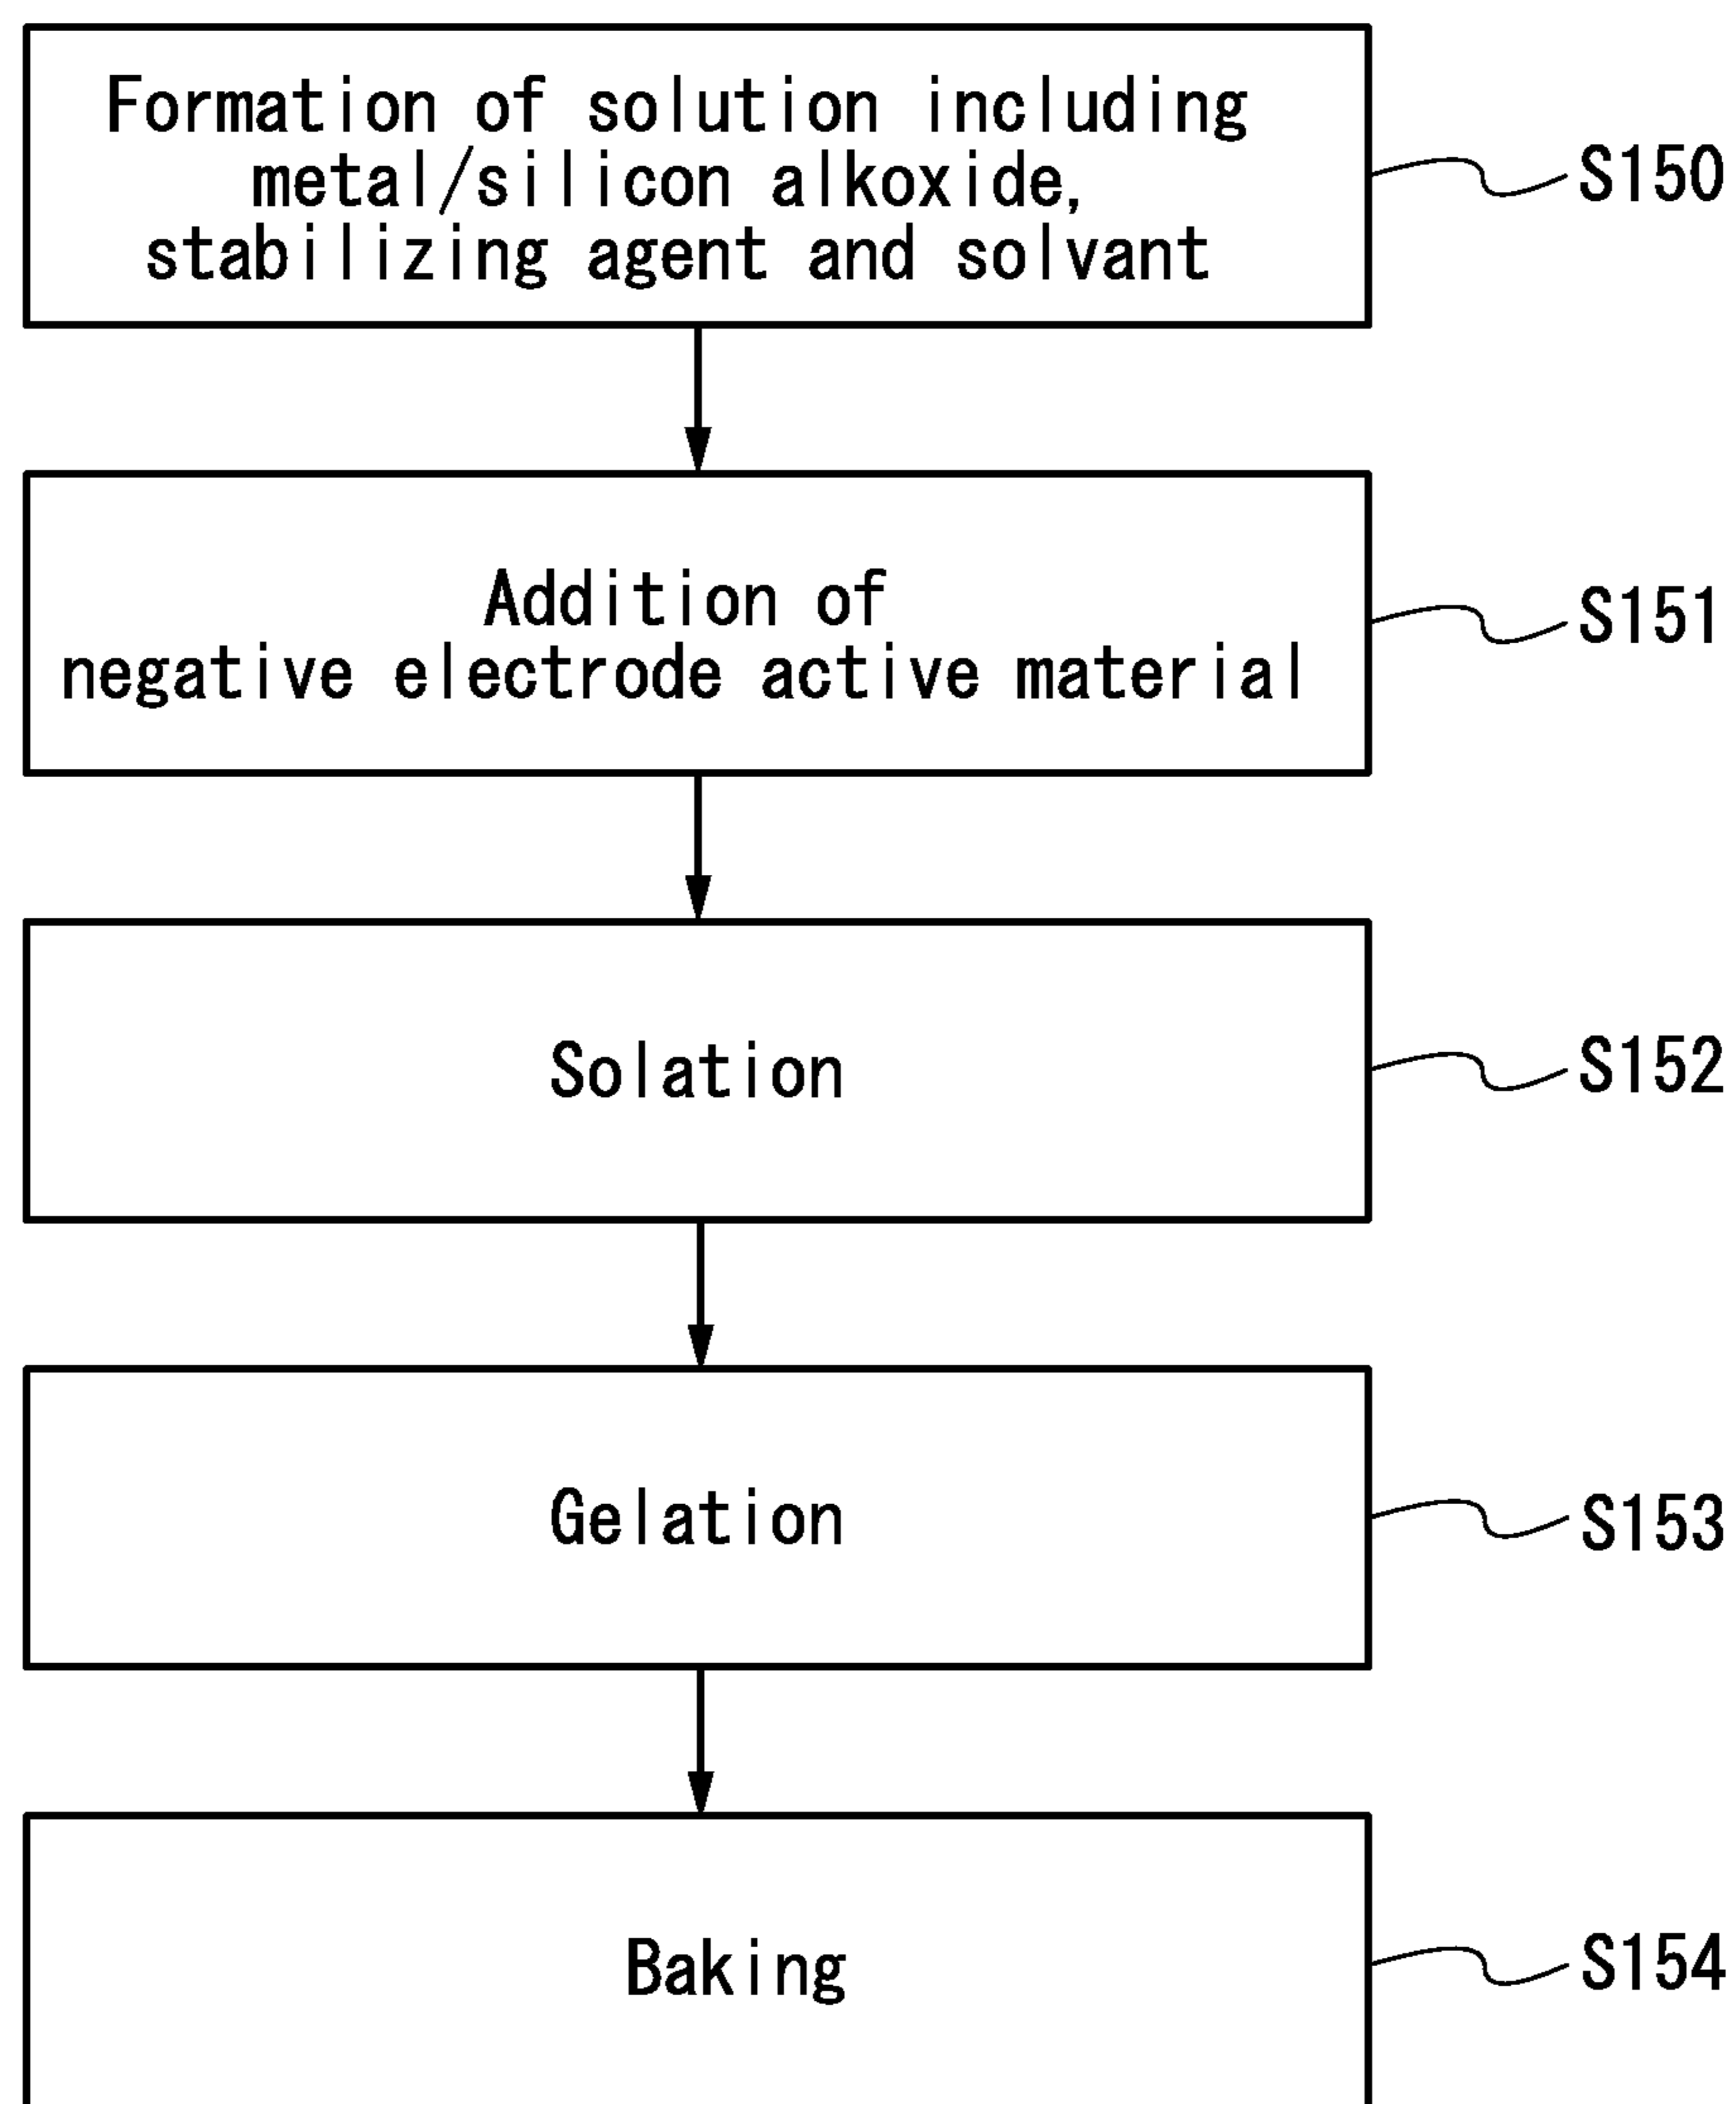 Formation of solution including
metal/silicon alkoxide,
stabilizing agent and solvant
S150
Addition of
negative electrode active material
S151
Solation
S152
Gelation
S153
Baking
S154